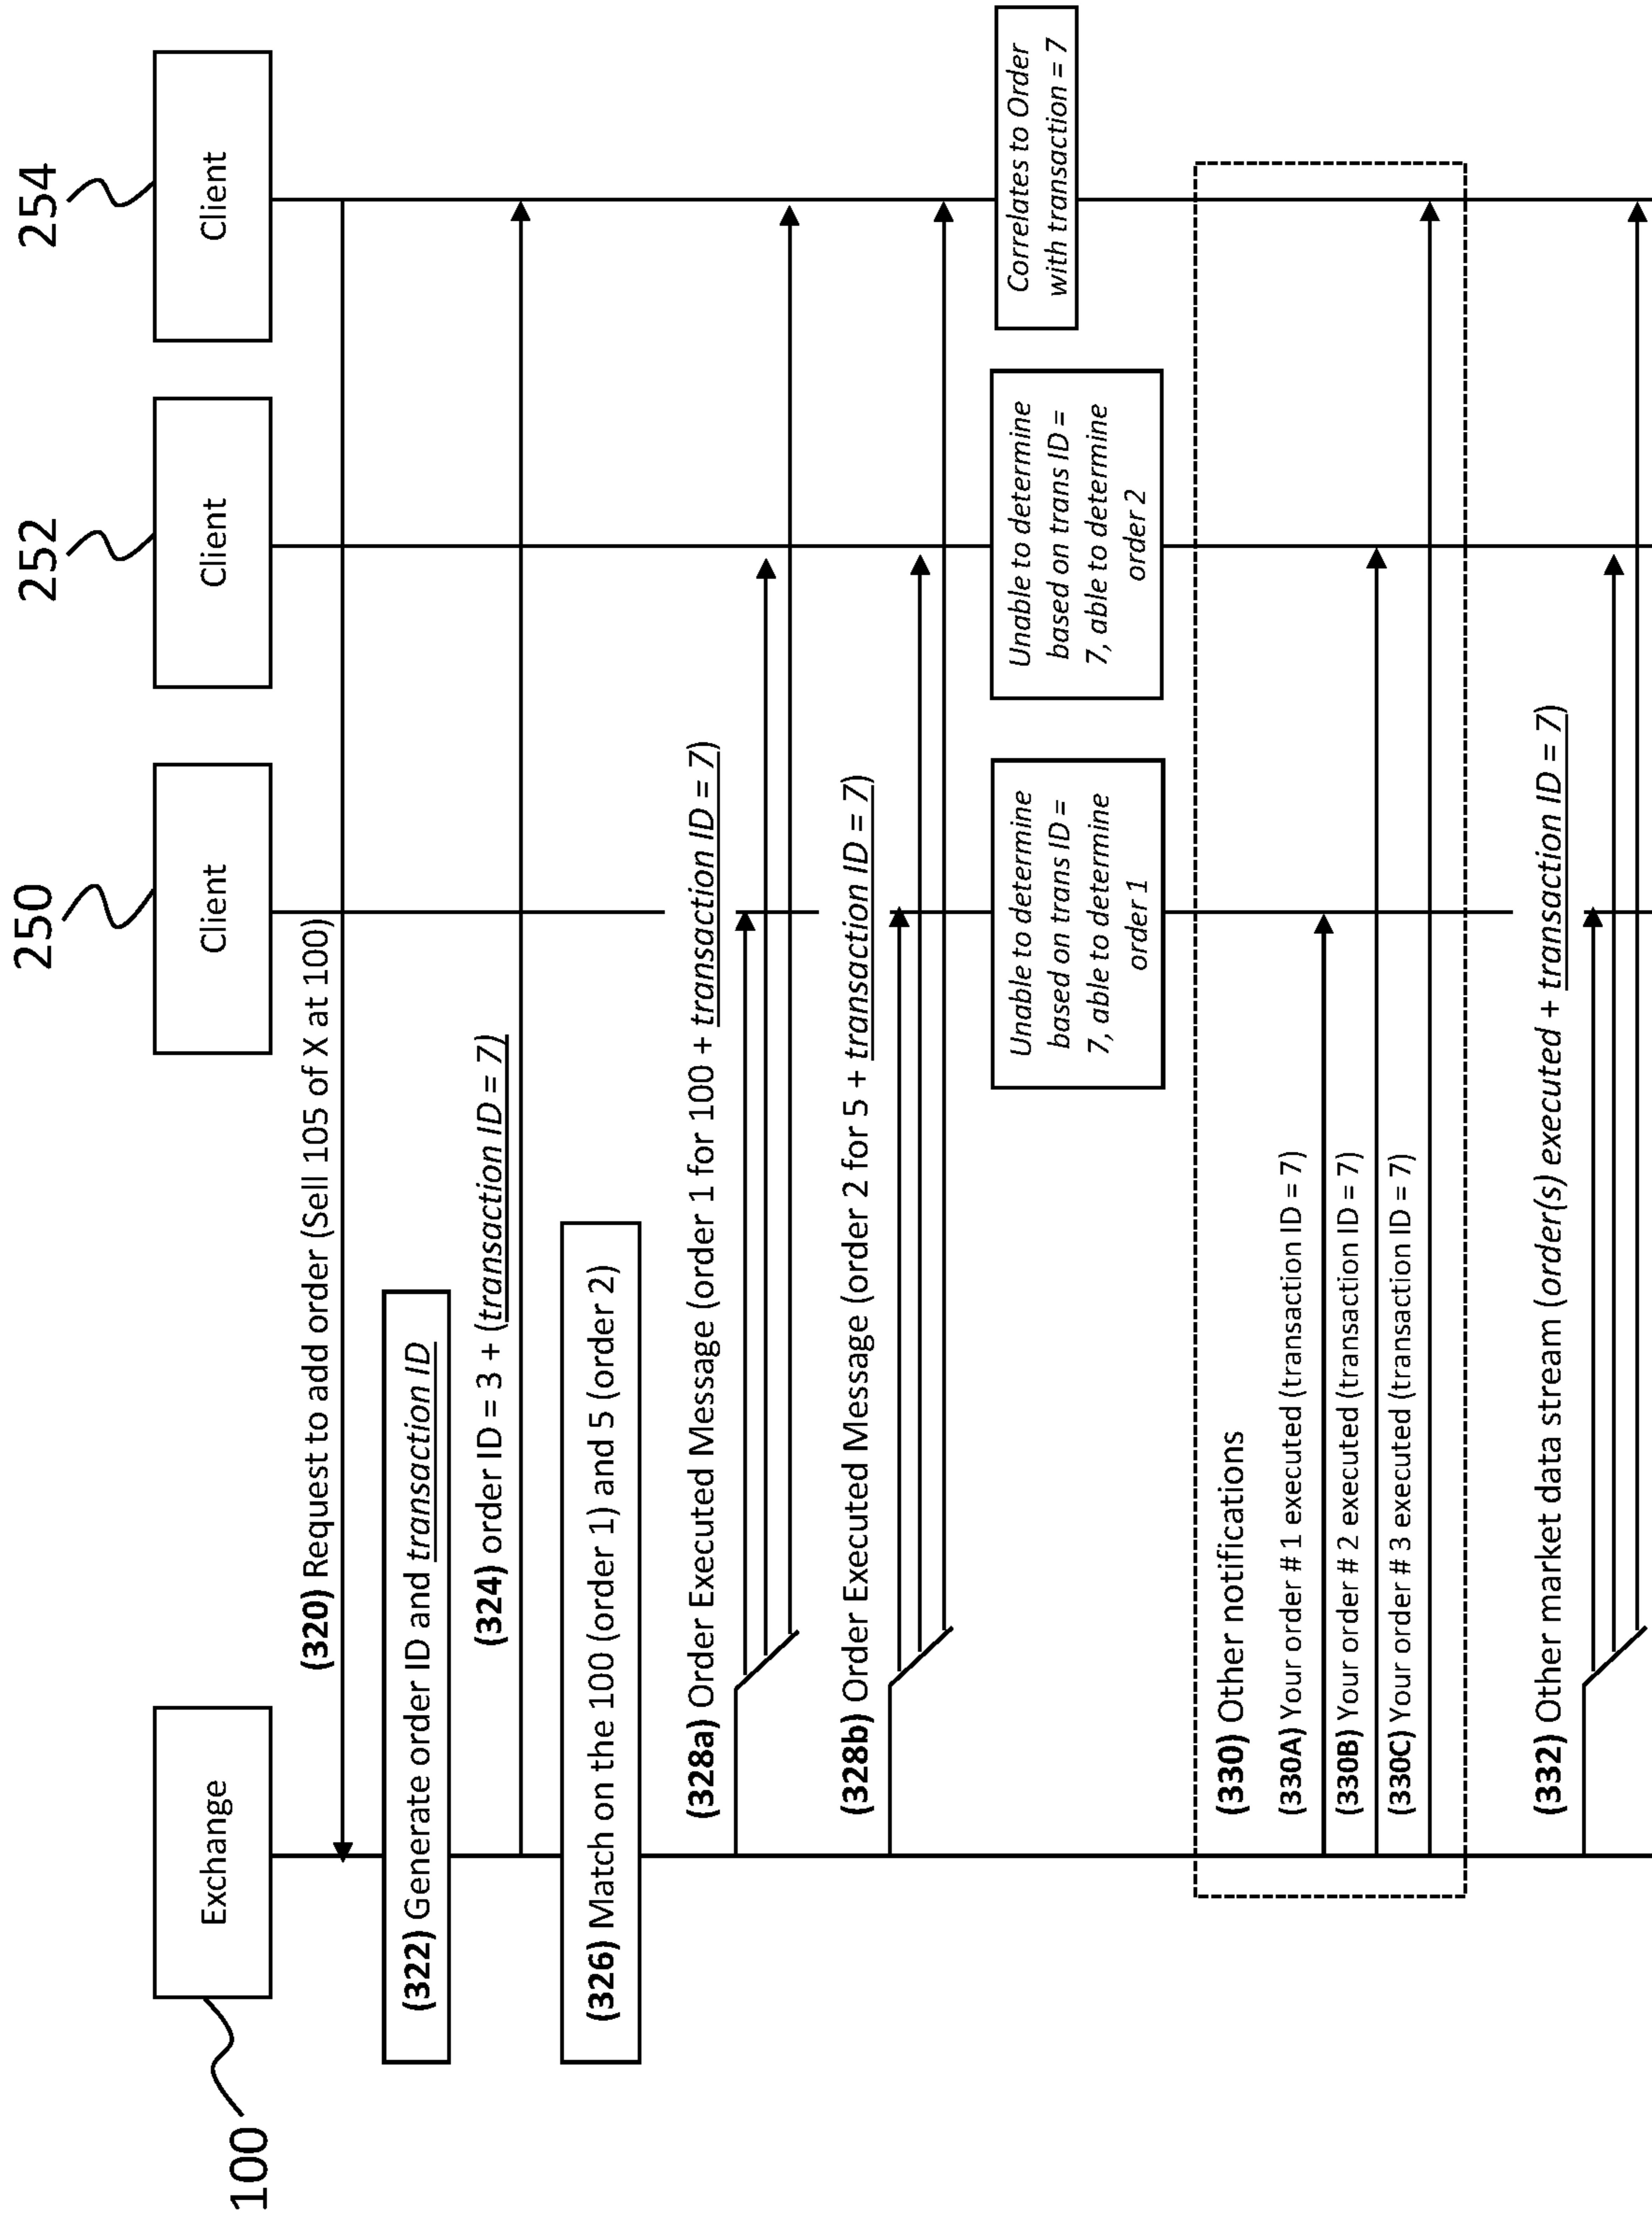 100
250
252
254
Exchange
Client
Client
Client
(320) Request to add order (Sell 105 of X at 100)
(322) Generate order ID and transaction ID
(324) order ID = 3 + (transaction ID = 7)
(326) Match on the 100 (order 1) and 5 (order 2)
(328a) Order Executed Message (order 1 for 100 + transaction ID = 7)
(328b) Order Executed Message (order 2 for 5 + transaction ID = 7)
Unable to determine
based on trans ID =
7, able to determine
order 1
Unable to determine
based on trans ID =
7, able to determine
order 2
Correlates to Order
with transaction = 7
(330) Other notifications
(330A) Your order # 1 executed (transaction ID = 7)
(330B) Your order # 2 executed (transaction ID = 7)
(330C) Your order # 3 executed (transaction ID = 7)
(332) Other market data stream (order(s) executed + transaction ID = 7)